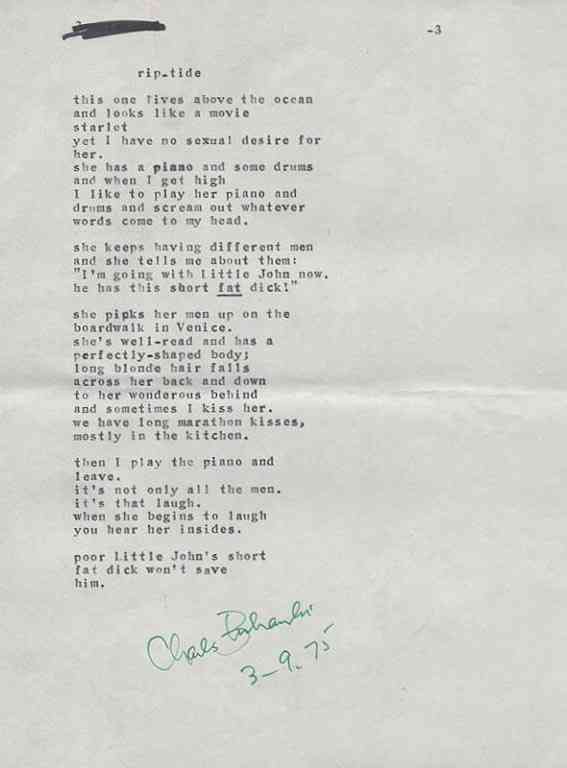 -3
rip-tide
this one lives above the ocean
and looks like a movie
starlet
yet I have no sexual desire for
her.
she has a piano and some drums
and when I get high
I like to play her piano and
drums and scream out whatever
words come to my head.
she keeps having different men
and she tells me about them:
"I'm going with Little John now.
he has this short fat dick!"
she picks her men up on the
boardwalk in Venice.
she's well-read and has a
perfectly-shaped body;
long blonde hair falls
across her back and down
to her wonderous behind
and sometimes I kiss her.
we have long marathon kisses,
mostly in the kitchen.
then I play the piano and
leave.
it's not only all the men.
it's that laugh.
when she begins to laugh
you hear her insides.
poor Little John's short
fat dick won't save
him.
Charles Bukowski
3-9-75